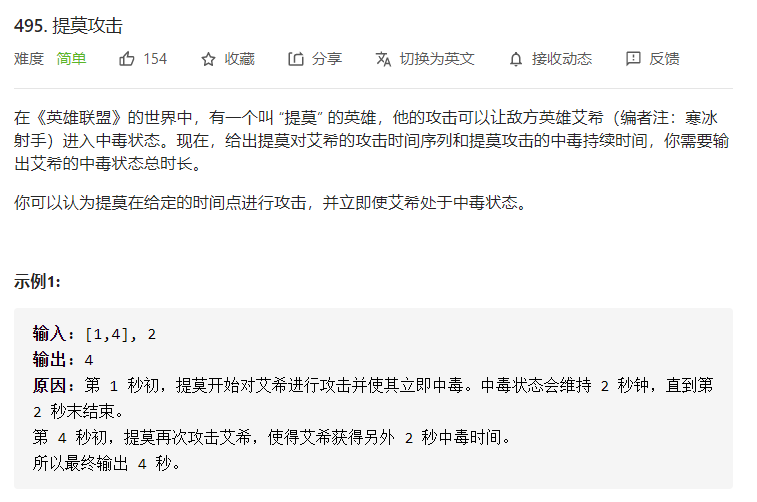 495. 提莫攻击
难度 简单 154 收藏 分享 切换为英文 接收动态 反馈
在《英雄联盟》的世界中，有一个叫 “提莫” 的英雄，他的攻击可以让敌方英雄艾希（编者注：寒冰
射手）进入中毒状态。现在，给出提莫对艾希的攻击时间序列和提莫攻击的中毒持续时间，你需要输
出艾希的中毒状态总时长。
你可以认为提莫在给定的时间点进行攻击，并立即使艾希处于中毒状态。
示例1:
输入: [1,4], 2
输出: 4
原因: 第 1 秒初，提莫开始对艾希进行攻击并使其立即中毒。中毒状态会维持 2 秒钟，直到第
2 秒末结束。
第 4 秒初，提莫再次攻击艾希，使得艾希获得另外 2 秒中毒时间。
所以最终输出 4 秒。